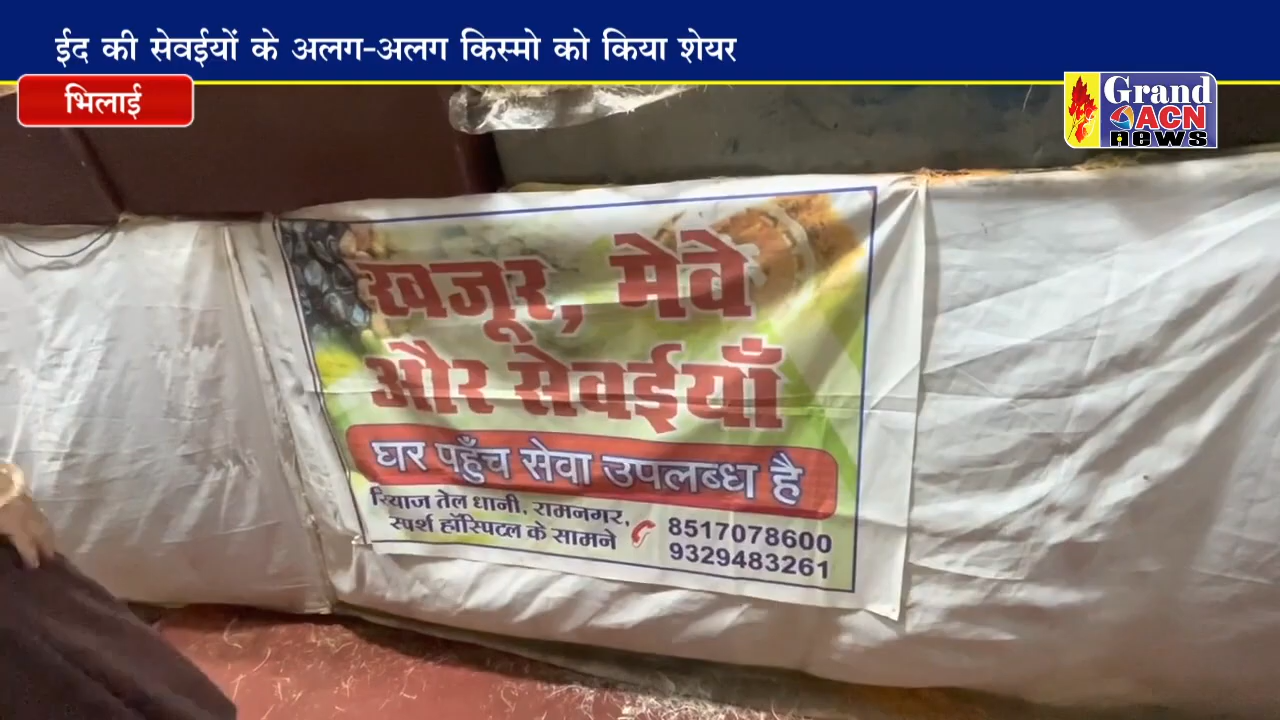 ईद की सेवईयों के अलग-अलग किस्मो को किया शेयर
भिलाई
Grand
ACN
news
खजूर, मेवे
और सेवईयाँ
घर पहुँच सेवा उपलब्ध है
रियाज तेल धानी, रामनगर,
स्पर्श हॉस्पिटल के सामने
8517078600
9329483261